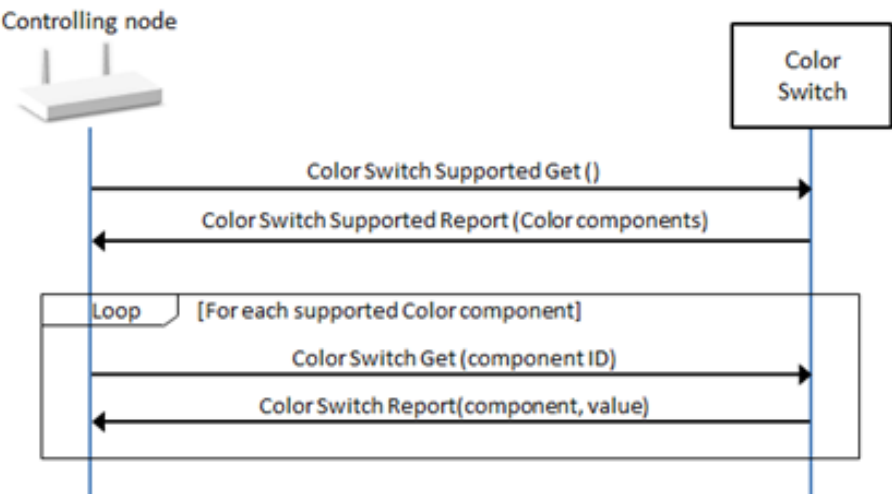 Controlling node
Color
Switch
Color Switch Supported Get ()
Color Switch Supported Report (Color components)
Loop [For each supported Color component]
Color Switch Get (component ID)
Color Switch Report(component, value)